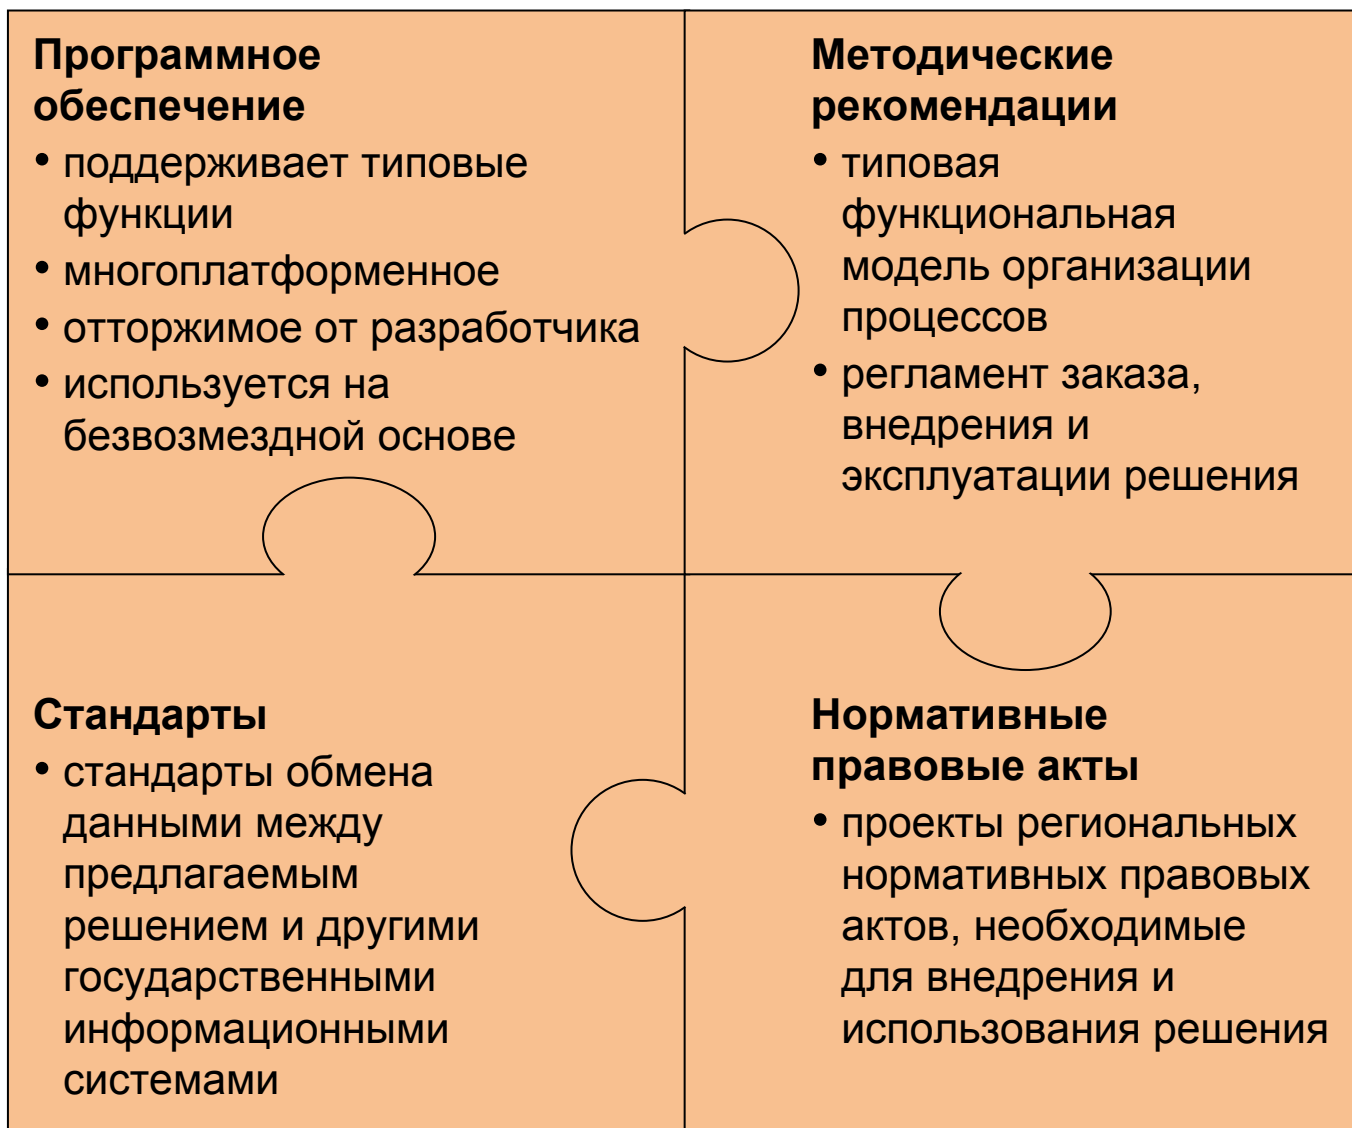 Программное
обеспечение
• поддерживает типовые
функции
• многоплатформенное
• отторжимое от разработчика
• используется на
безвозмездной основе
Методические
рекомендации
• типовая
функциональная
модель организации
процессов
• регламент заказа,
внедрения и
эксплуатации решения
Стандарты
• стандарты обмена
данными между
предлагаемым
решением и другими
государственными
информационными
системами
Нормативные
правовые акты
• проекты региональных
нормативных правовых
актов, необходимые
для внедрения и
использования решения